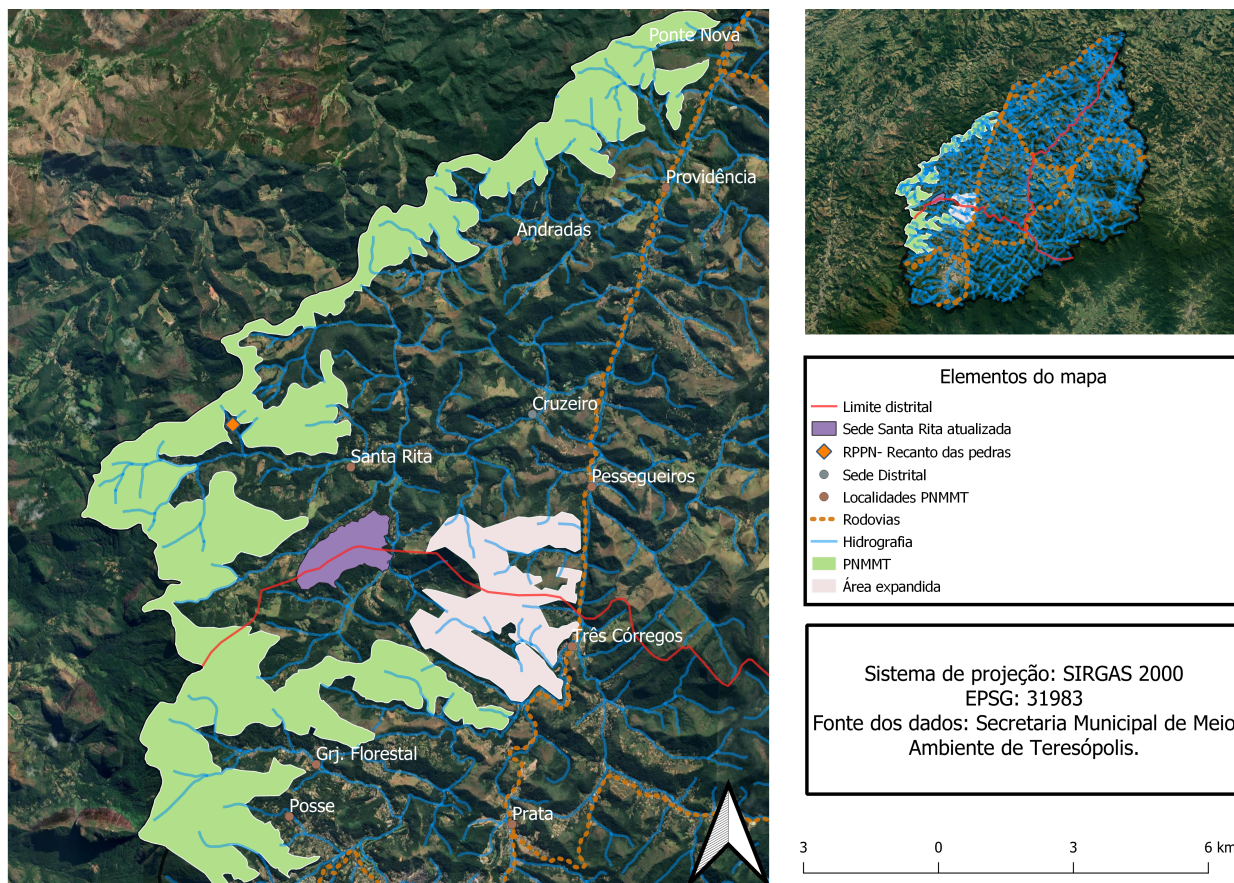 Ponte Nova
Providência
Andradas
Cruzeiro
Santa Rita
Pessegueiros
Três Córregos
Grj. Florestal
Posse
Prata
Elementos do mapa
Limite distrital
Sede Santa Rita atualizada
RPPN- Recanto das pedras
Sede Distrital
Localidades PNMMT
Rodovias
Hidrografia
PNMMT
Área expandida
Sistema de projeção: SIRGAS 2000
EPSG: 31983
Fonte dos dados: Secretaria Municipal de Meio
Ambiente de Teresópolis.
3 0 3 6 km